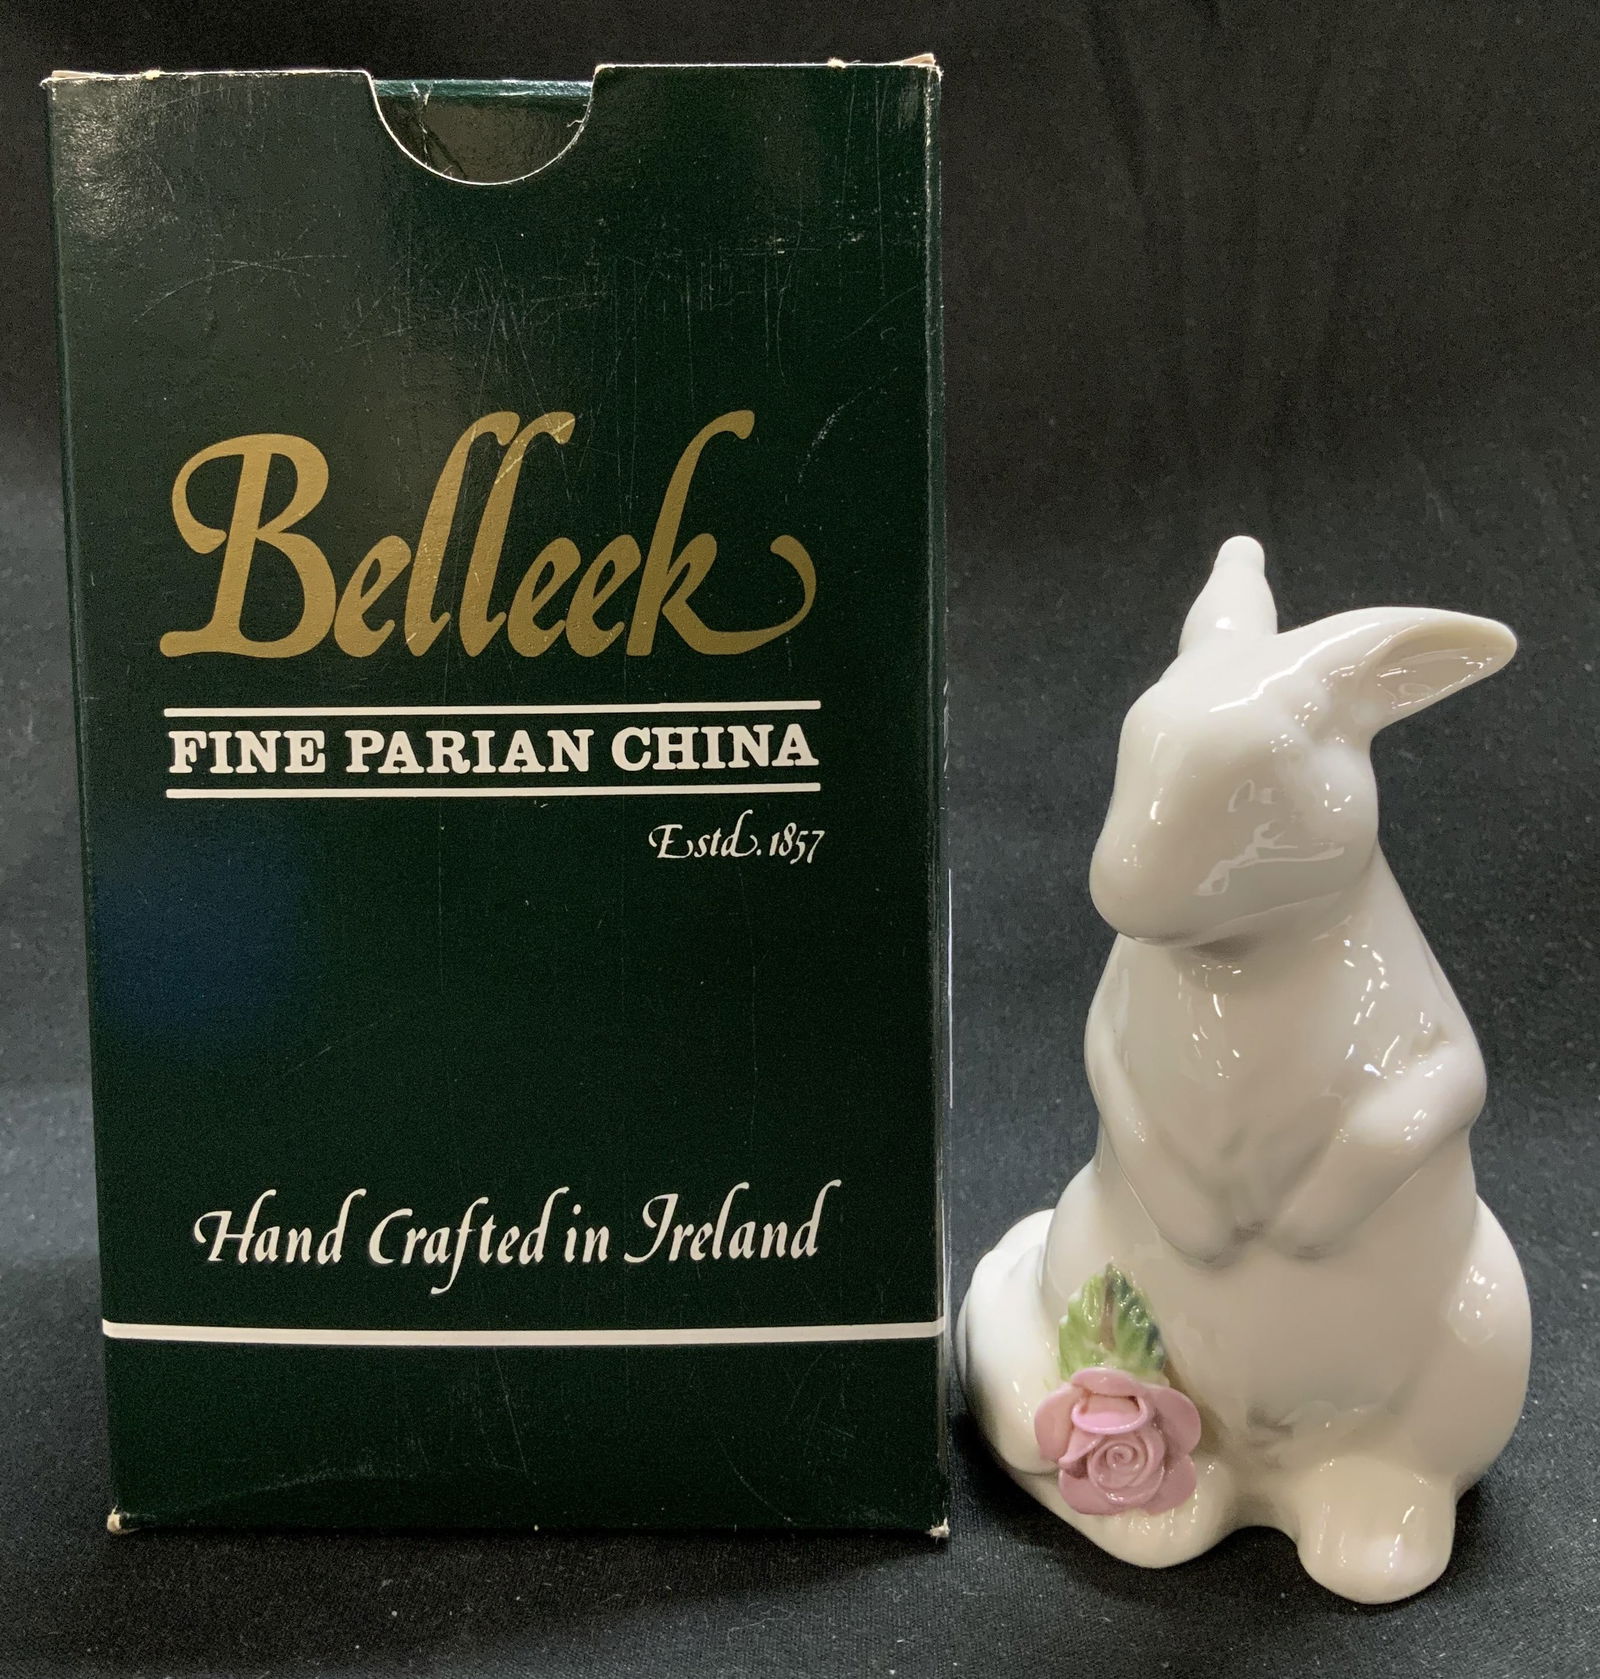 Belleek
FINE PARIAN CHINA
Estd. 1857
Hand Crafted in Ireland